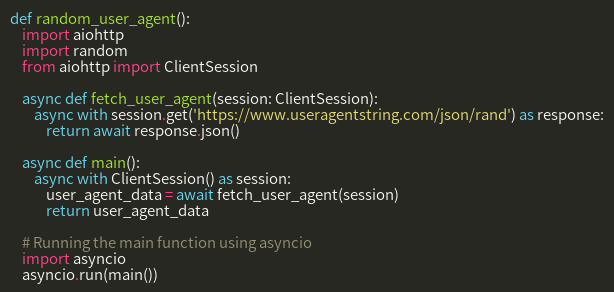 def random_user_agent():
    import aiohttp
    import random
    from aiohttp import ClientSession

    async def fetch_user_agent(session: ClientSession):
        async with session.get('https://www.useragentstring.com/json/rand') as response:
            return await response.json()

    async def main():
        async with ClientSession() as session:
            user_agent_data = await fetch_user_agent(session)
            return user_agent_data

    # Running the main function using asyncio
    import asyncio
    asyncio.run(main())